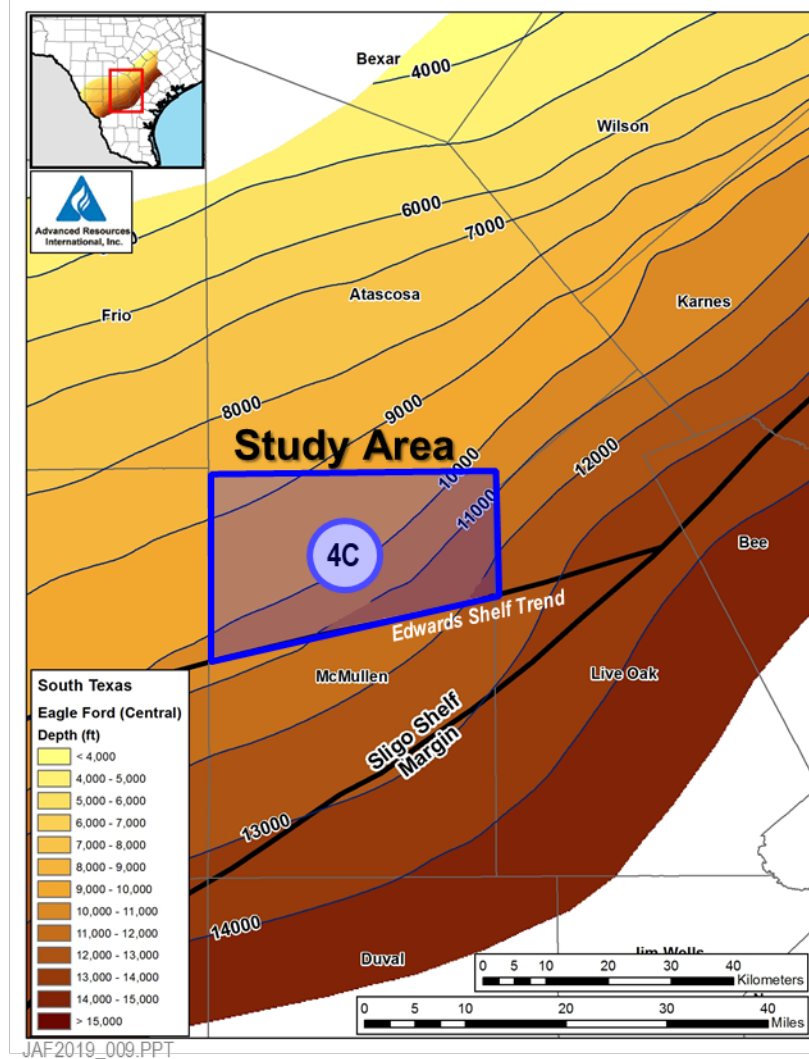 Bexar
4000
Wilson
Advanced Resources
International, Inc.
6000
7000
Karnes
Atascosa
Frio
8000
9000
Study Area
10000
12000
11000
4C
Bee
Edwards Shelf Trend
McMullen
Live Oak
Sligo Shelf
Margin
13000
14000
Duval
South Texas
Eagle Ford (Central)
Depth (ft)
< 4,000
4,000 - 5,000
5,000 - 6,000
6,000 - 7,000
7,000 - 8,000
8,000 - 9,000
9,000 - 10,000
10,000 - 11,000
11,000 - 12,000
12,000 - 13,000
13,000 - 14,000
14,000 - 15,000
> 15,000
Jim Wells
0 5 10 20 30 40
Kilometers
0 5 10 20 30 40
Miles
JAF2019_009.PPT